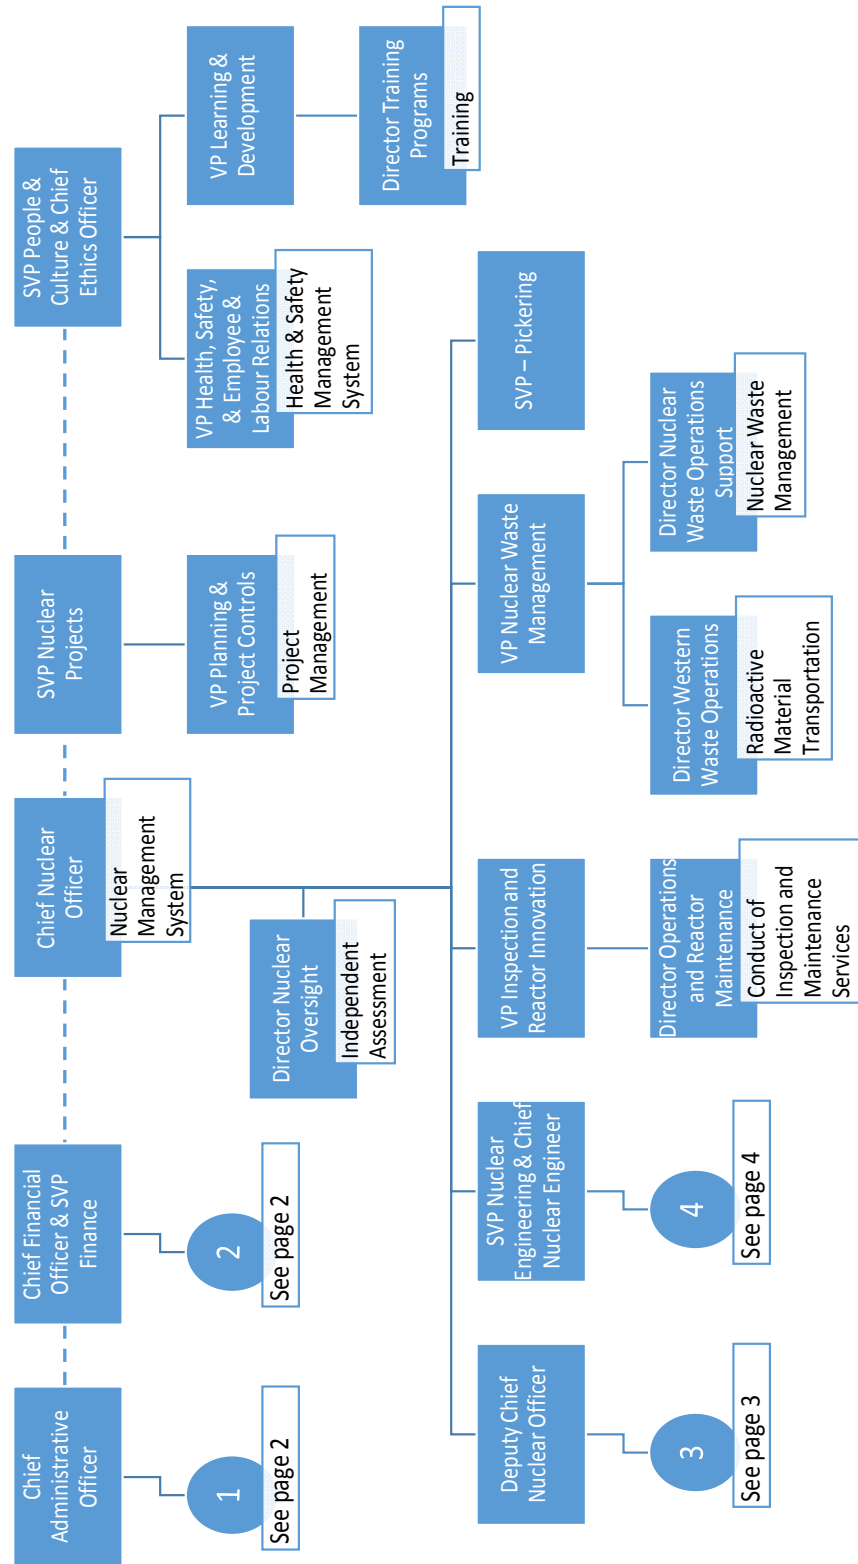 Chief
Administrative
Officer
1
See page 2
Chief Financial
Officer & SVP
Finance
2
See page 2
Chief Nuclear
Officer
Nuclear
Management
System
SVP Nuclear
Projects
VP Planning &
Project Controls
Project
Management
SVP People &
Culture & Chief
Ethics Officer
VP Health, Safety,
& Employee &
Labour Relations
Health & Safety
Management
System
VP Learning &
Development
Director Training
Programs
Training
Director Nuclear
Oversight
Independent
Assessment
Deputy Chief
Nuclear Officer
3
See page 3
SVP Nuclear
Engineering & Chief
Nuclear Engineer
4
See page 4
VP Inspection and
Reactor Innovation
Director Operations
and Reactor
Maintenance
Conduct of
Inspection and
Maintenance
Services
VP Nuclear Waste
Management
Director Western
Waste Operations
Radioactive
Material
Transportation
Director Nuclear
Waste Operations
Support
Nuclear Waste
Management
SVP – Pickering